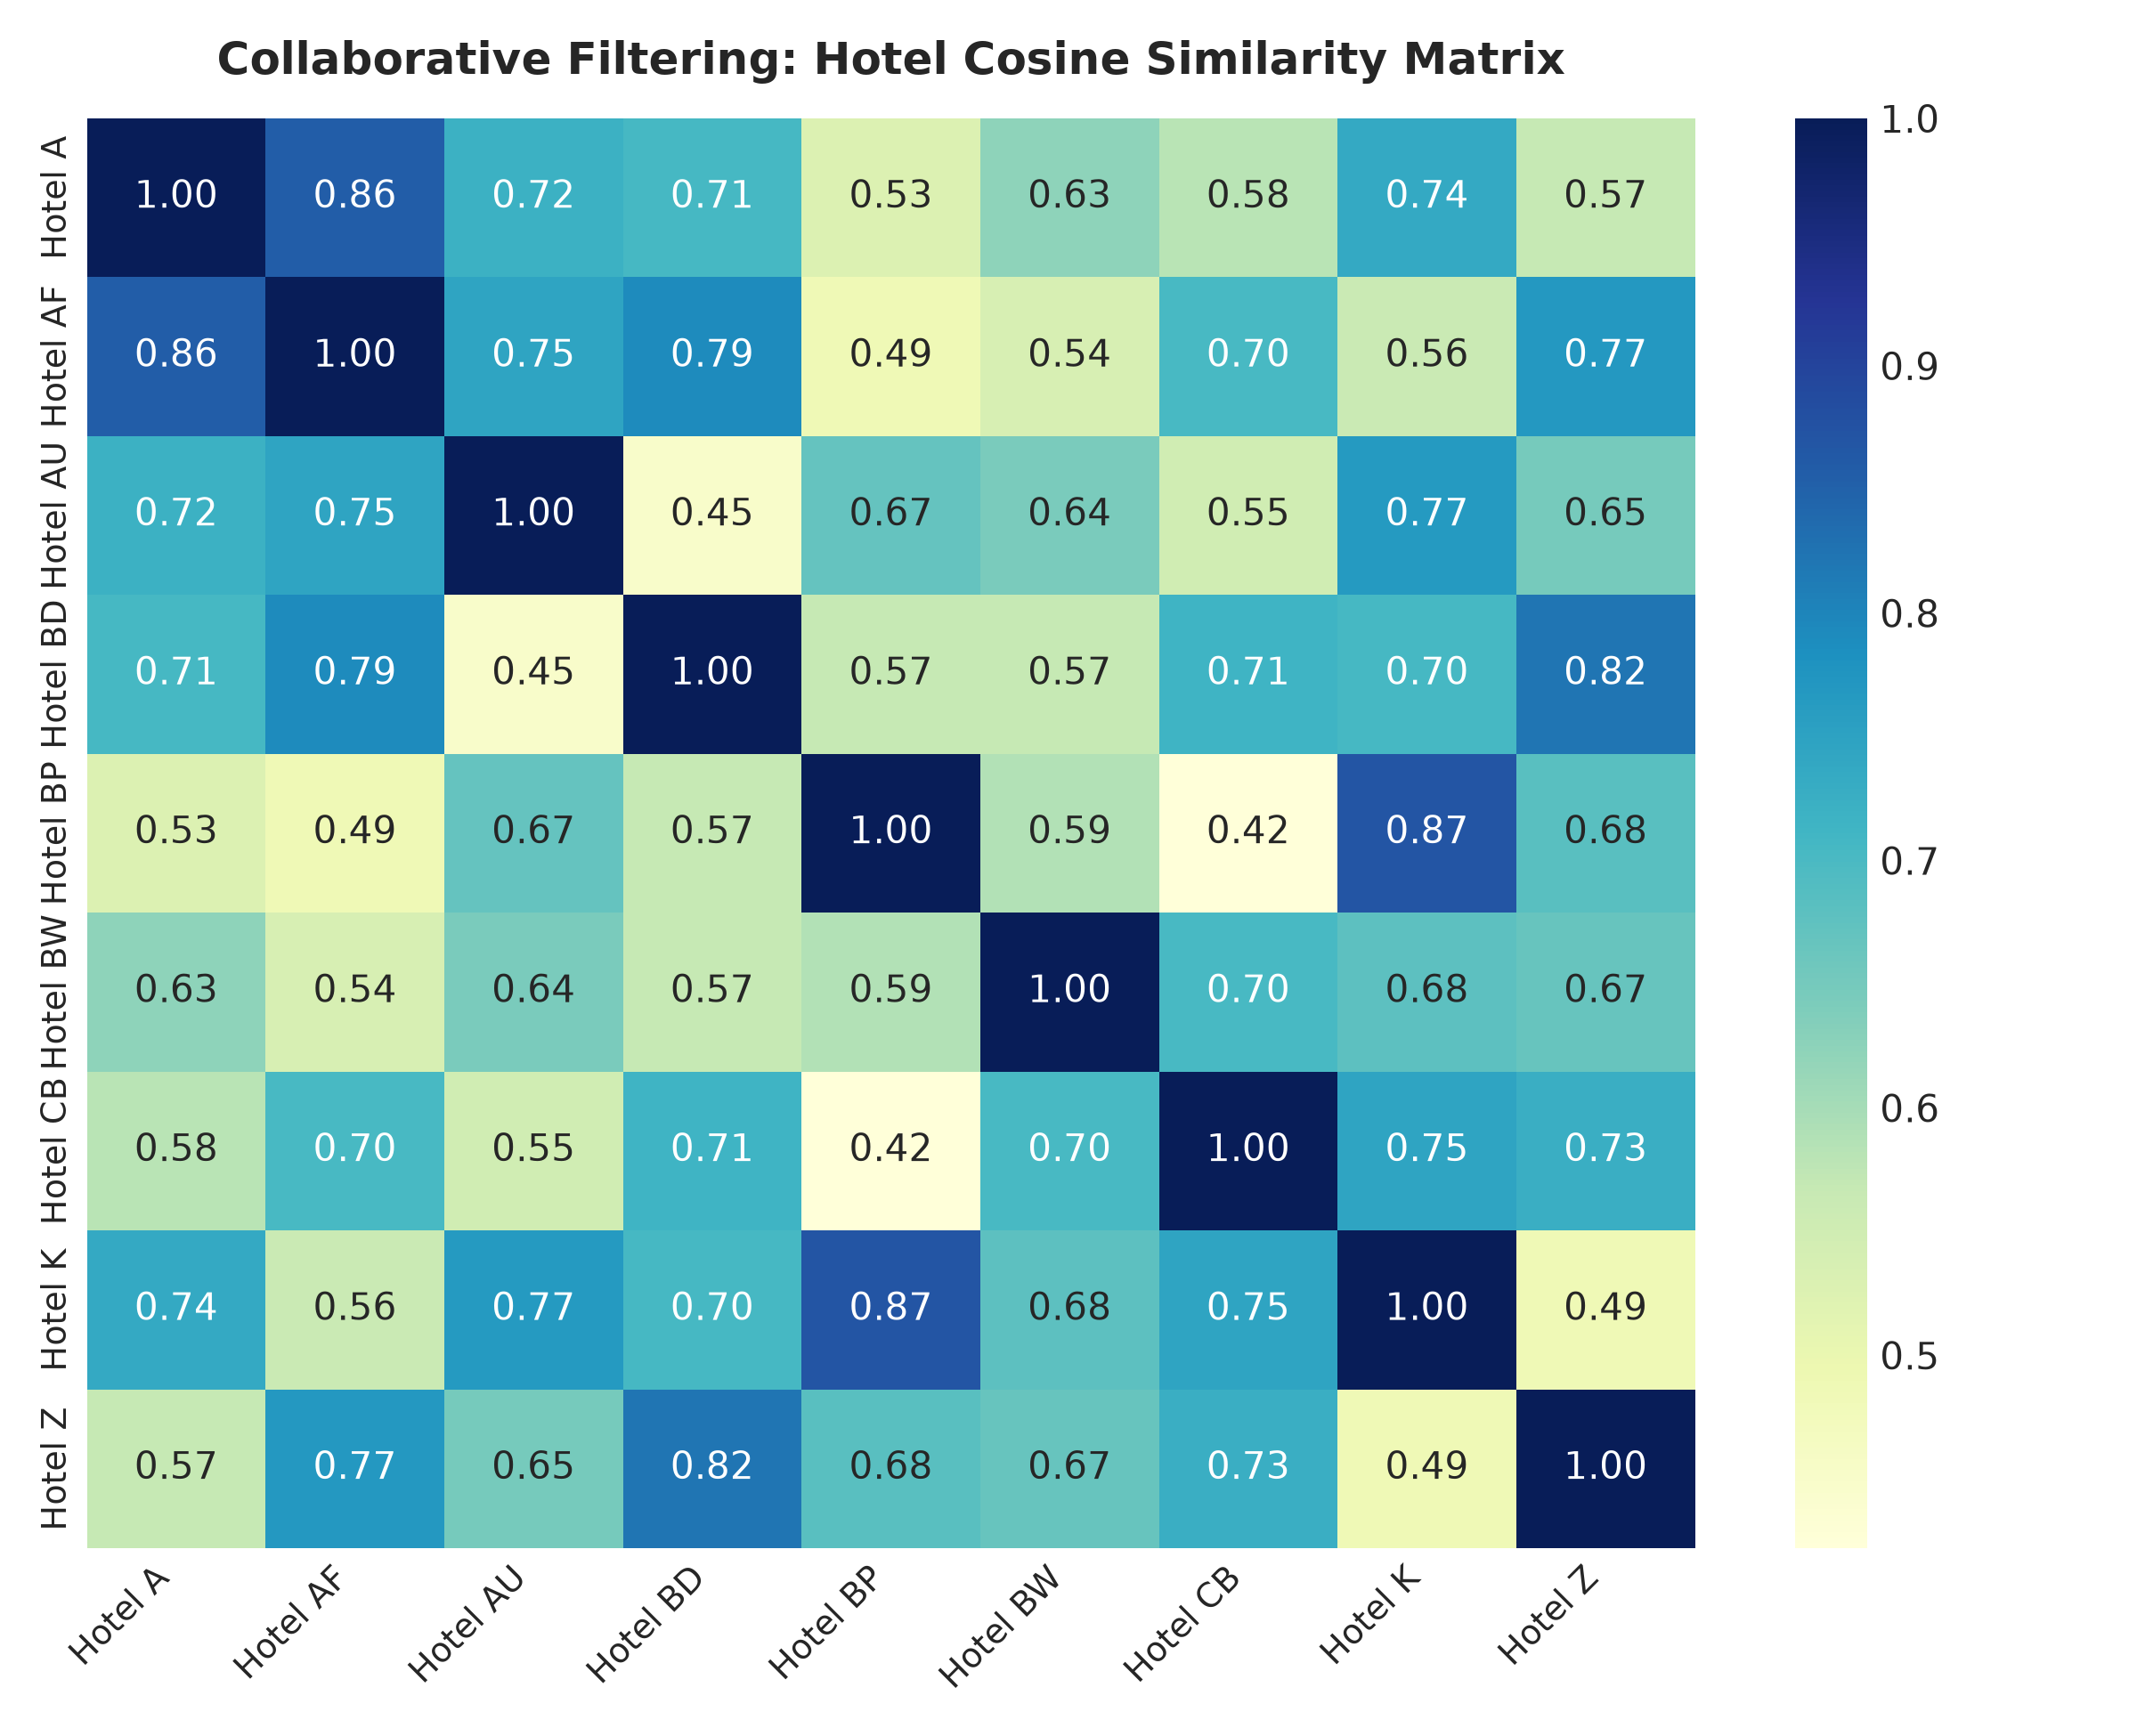 Collaborative Filtering: Hotel Cosine Similarity Matrix
Hotel A 1.00 0.86 0.72 0.71 0.53 0.63 0.58 0.74 0.57
Hotel AF 0.86 1.00 0.75 0.79 0.49 0.54 0.70 0.56 0.77
Hotel AU 0.72 0.75 1.00 0.45 0.67 0.64 0.55 0.77 0.65
Hotel BD 0.71 0.79 0.45 1.00 0.57 0.57 0.71 0.70 0.82
Hotel BP 0.53 0.49 0.67 0.57 1.00 0.59 0.42 0.87 0.68
Hotel BW 0.63 0.54 0.64 0.57 0.59 1.00 0.70 0.68 0.67
Hotel CB 0.58 0.70 0.55 0.71 0.42 0.70 1.00 0.75 0.73
Hotel K 0.74 0.56 0.77 0.70 0.87 0.68 0.75 1.00 0.49
Hotel Z 0.57 0.77 0.65 0.82 0.68 0.67 0.73 0.49 1.00
Hotel A Hotel AF Hotel AU Hotel BD Hotel BP Hotel BW Hotel CB Hotel K Hotel Z
1.0
0.9
0.8
0.7
0.6
0.5